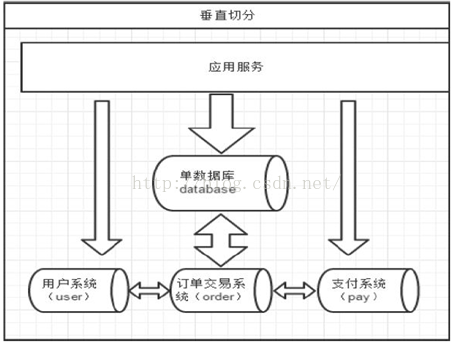 垂直切分
应用服务
单数据库
database
http://blog.csdn.net/
用户系统
（user）
订单交易系
统（order）
支付系统
（pay）